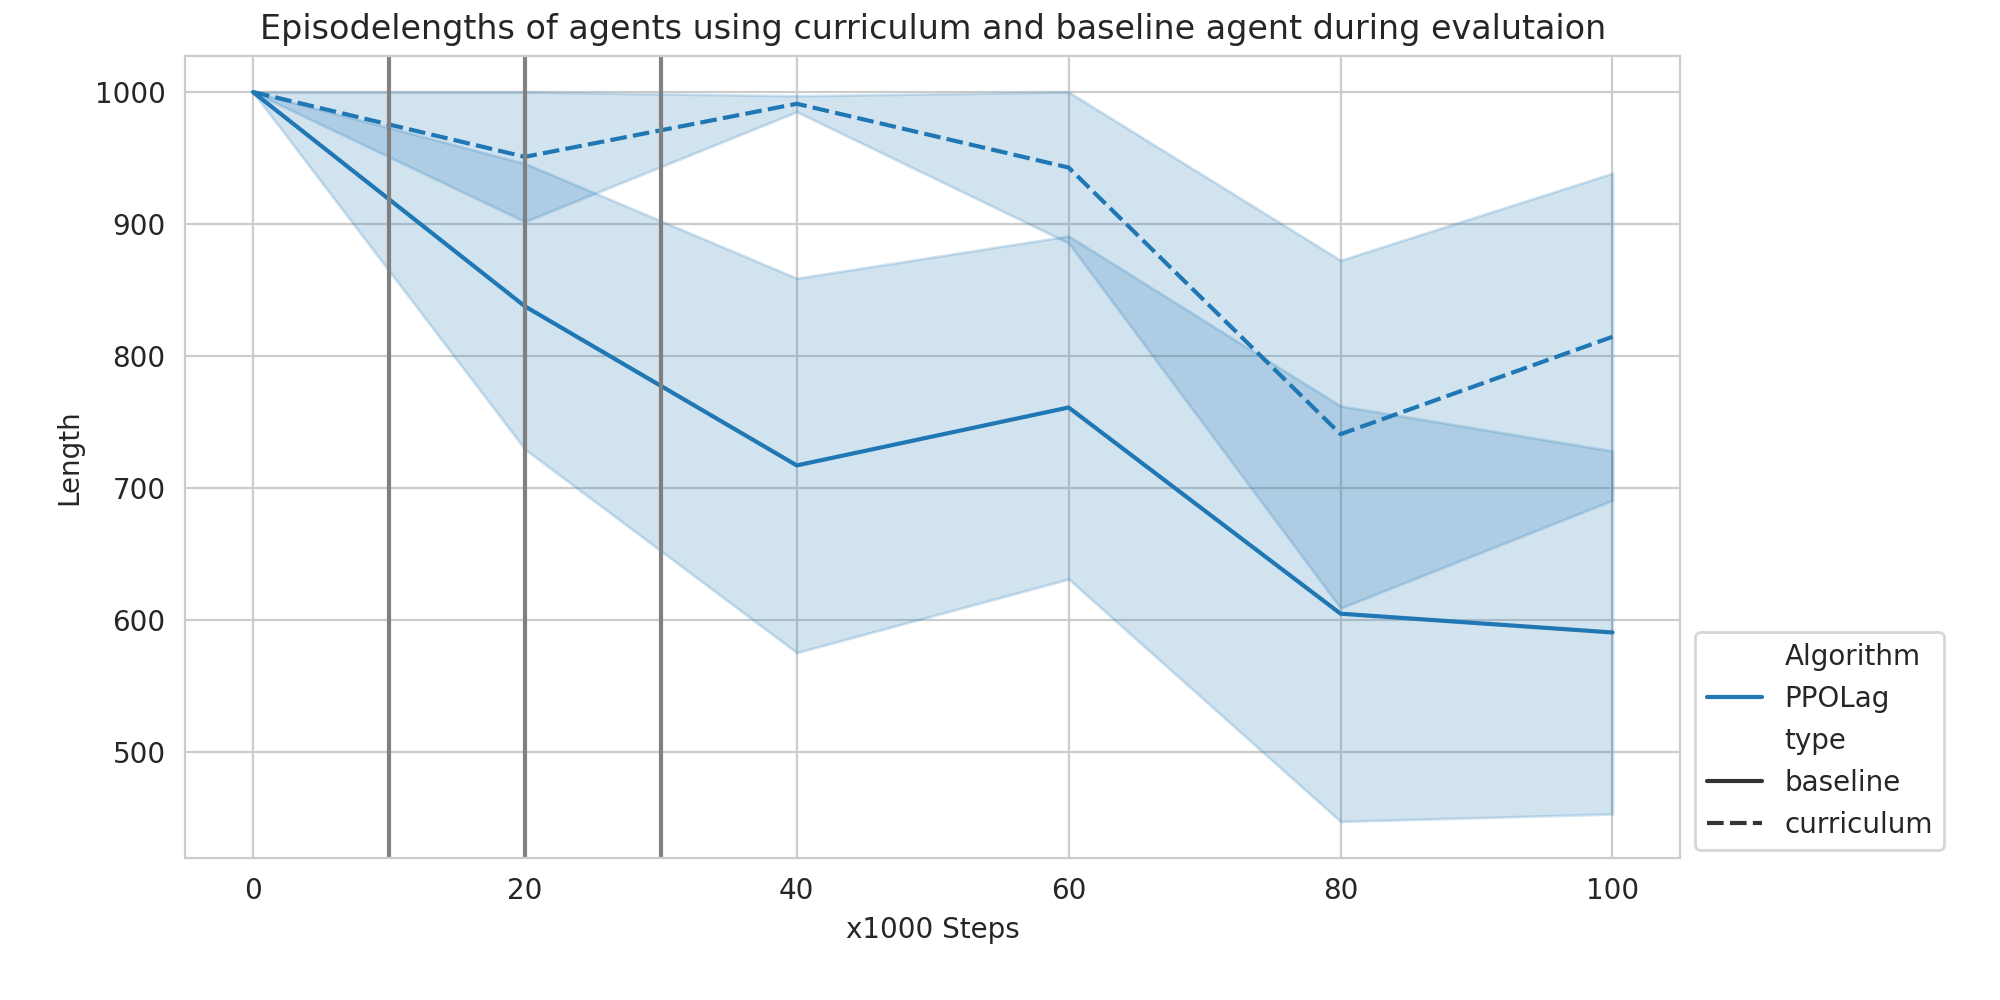 Episodelengths of agents using curriculum and baseline agent during evalutaion
1000
900
800
700
600
500
Length
0 20 40 60 80 100
x1000 Steps
Algorithm
PPOLag
type
baseline
curriculum